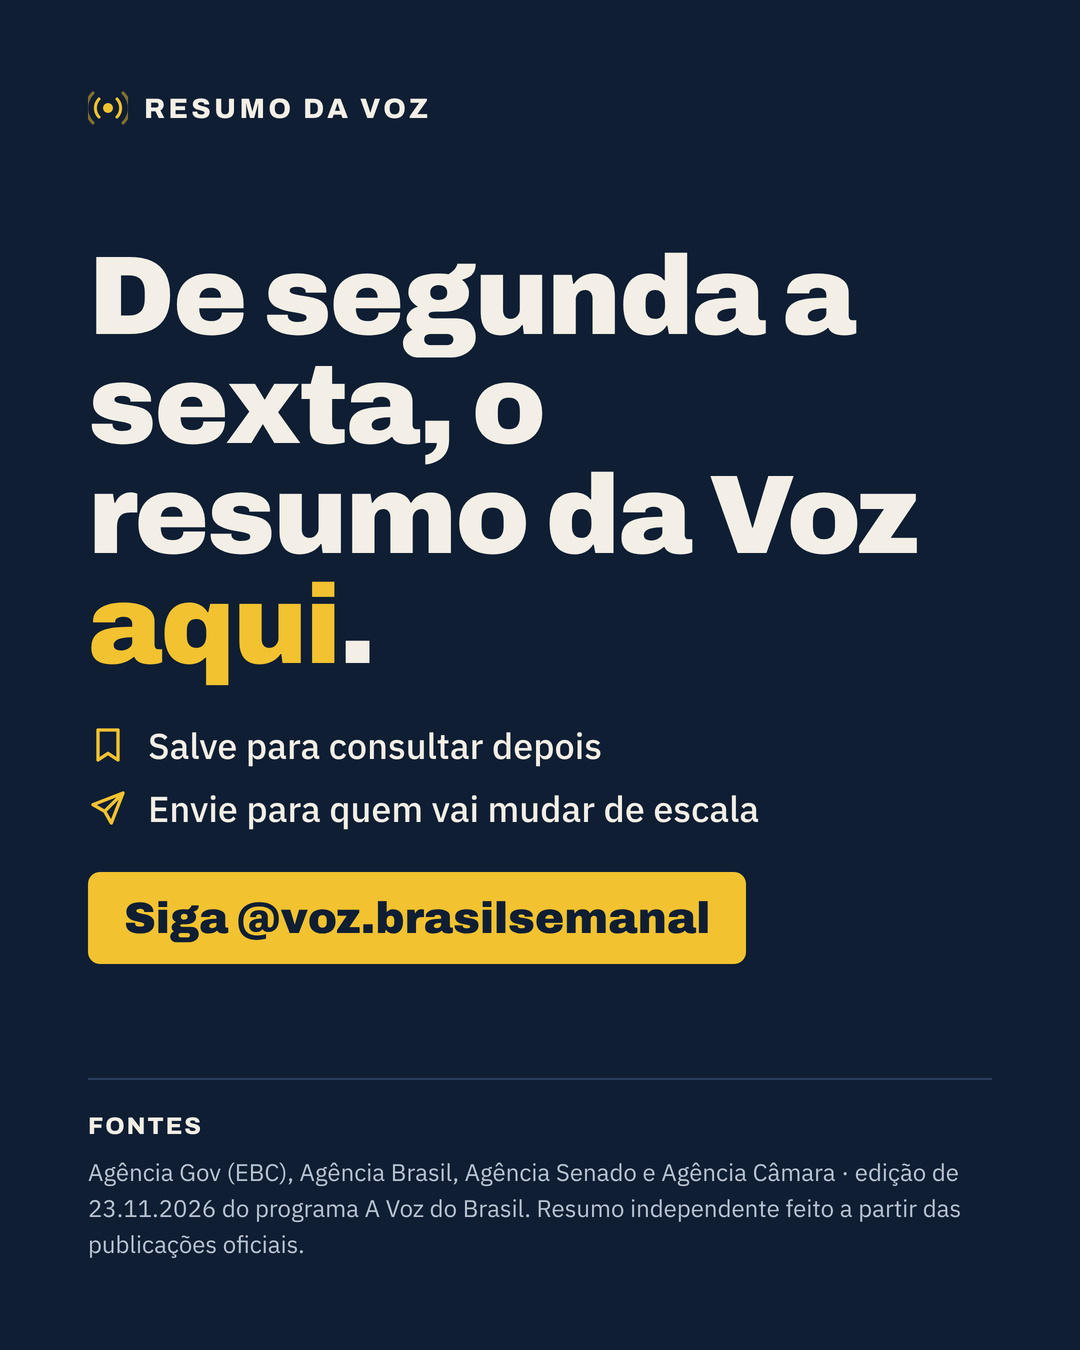 RESUMO DA VOZ
De segunda a
sexta, o
resumo da Voz
aqui.
Salve para consultar depois
Envie para quem vai mudar de escala
Siga @voz.brasilsemanal
FONTES
Agência Gov (EBC), Agência Brasil, Agência Senado e Agência Câmara · edição de
23.11.2026 do programa A Voz do Brasil. Resumo independente feito a partir das
publicações oficiais.